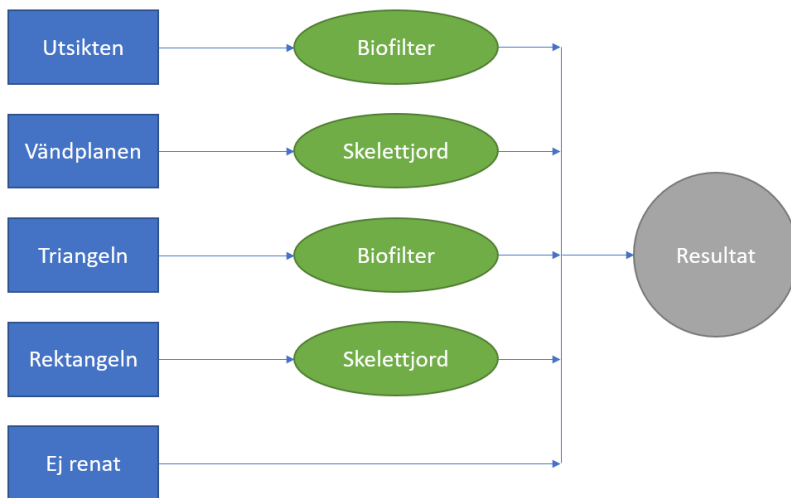 Utsikten
Biofilter
Vändplanen
Skelettjord
Triangeln
Biofilter
Resultat
Rektangeln
Skelettjord
Ej renat